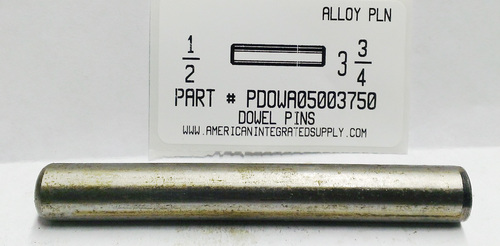 ALLOY PLN
1/2 3 3/4
PART # PDOWA05003750
DOWEL PINS
WWW.AMERICANINTEGRATEDSUPPLY.COM